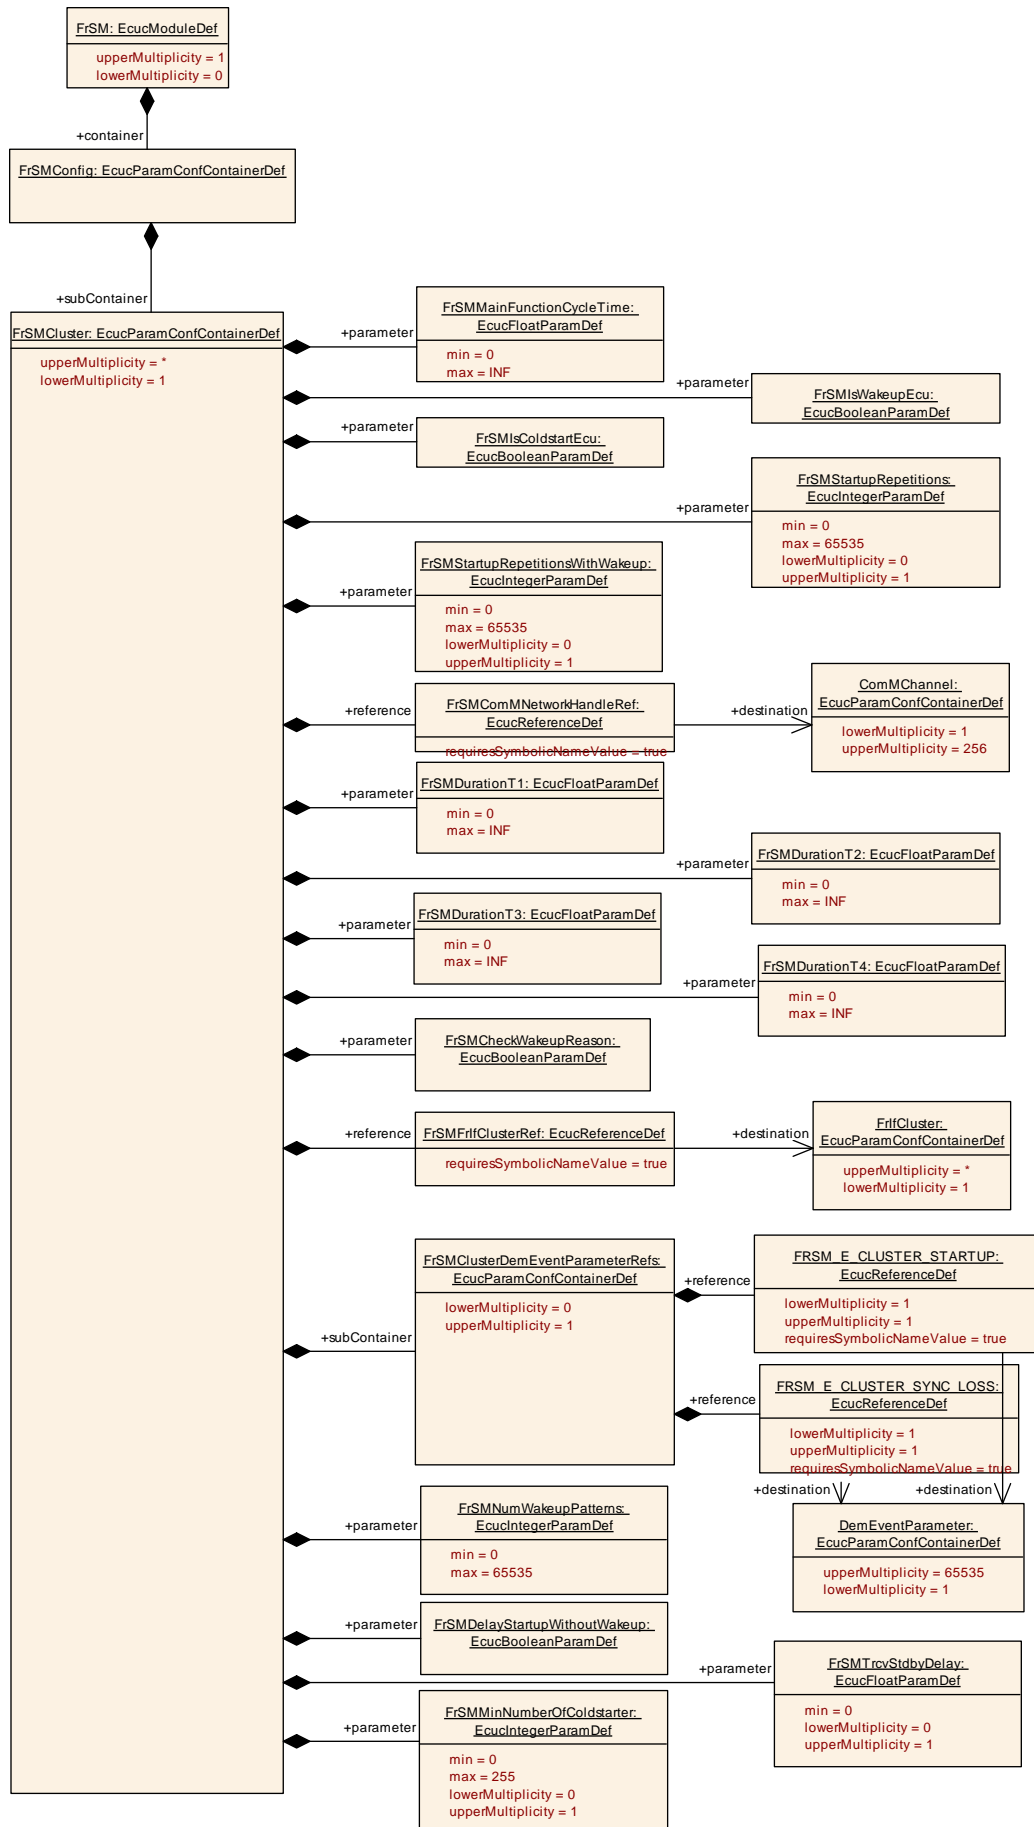 FrSM: EcucModuleDef
upperMultiplicity = 1
lowerMultiplicity = 0
+container
FrSMConfig: EcucParamConfContainerDef
+subContainer
FrSMCluster: EcucParamConfContainerDef
upperMultiplicity = *
lowerMultiplicity = 1
+parameter
FrSMMainFunctionCycleTime:
EcucFloatParamDef
min = 0
max = INF
+parameter
FrSMIsWakeupEcu:
EcucBooleanParamDef
+parameter
FrSMIsColdstartEcu:
EcucBooleanParamDef
+parameter
FrSMStartupRepetitions:
EcucIntegerParamDef
min = 0
max = 65535
lowerMultiplicity = 0
upperMultiplicity = 1
+parameter
FrSMStartupRepetitionsWithWakeup:
EcucIntegerParamDef
min = 0
max = 65535
lowerMultiplicity = 0
upperMultiplicity = 1
+reference
FrSMComMNetworkHandleRef:
EcucReferenceDef
requiresSymbolicNameValue = true
+destination
ComMChannel:
EcucParamConfContainerDef
lowerMultiplicity = 1
upperMultiplicity = 256
+parameter
FrSMDurationT1: EcucFloatParamDef
min = 0
max = INF
+parameter
FrSMDurationT2: EcucFloatParamDef
min = 0
max = INF
+parameter
FrSMDurationT3: EcucFloatParamDef
min = 0
max = INF
+parameter
FrSMDurationT4: EcucFloatParamDef
min = 0
max = INF
+parameter
FrSMCheckWakeupReason:
EcucBooleanParamDef
+reference
FrSMFrIfClusterRef: EcucReferenceDef
requiresSymbolicNameValue = true
+destination
FrIfCluster:
EcucParamConfContainerDef
upperMultiplicity = *
lowerMultiplicity = 1
+subContainer
FrSMClusterDemEventParameterRefs:
EcucParamConfContainerDef
lowerMultiplicity = 0
upperMultiplicity = 1
+reference
FRSM_E_CLUSTER_STARTUP:
EcucReferenceDef
lowerMultiplicity = 1
upperMultiplicity = 1
requiresSymbolicNameValue = true
+reference
FRSM_E_CLUSTER_SYNC_LOSS:
EcucReferenceDef
lowerMultiplicity = 1
upperMultiplicity = 1
requiresSymbolicNameValue = true
+destination
+destination
DemEventParameter:
EcucParamConfContainerDef
upperMultiplicity = 65535
lowerMultiplicity = 1
+parameter
FrSMNumWakeupPatterns:
EcucIntegerParamDef
min = 0
max = 65535
+parameter
FrSMDelayStartupWithoutWakeup:
EcucBooleanParamDef
+parameter
FrSMTrcvStdbyDelay:
EcucFloatParamDef
min = 0
lowerMultiplicity = 0
upperMultiplicity = 1
+parameter
FrSMMinNumberOfColdstarter:
EcucIntegerParamDef
min = 0
max = 255
lowerMultiplicity = 0
upperMultiplicity = 1